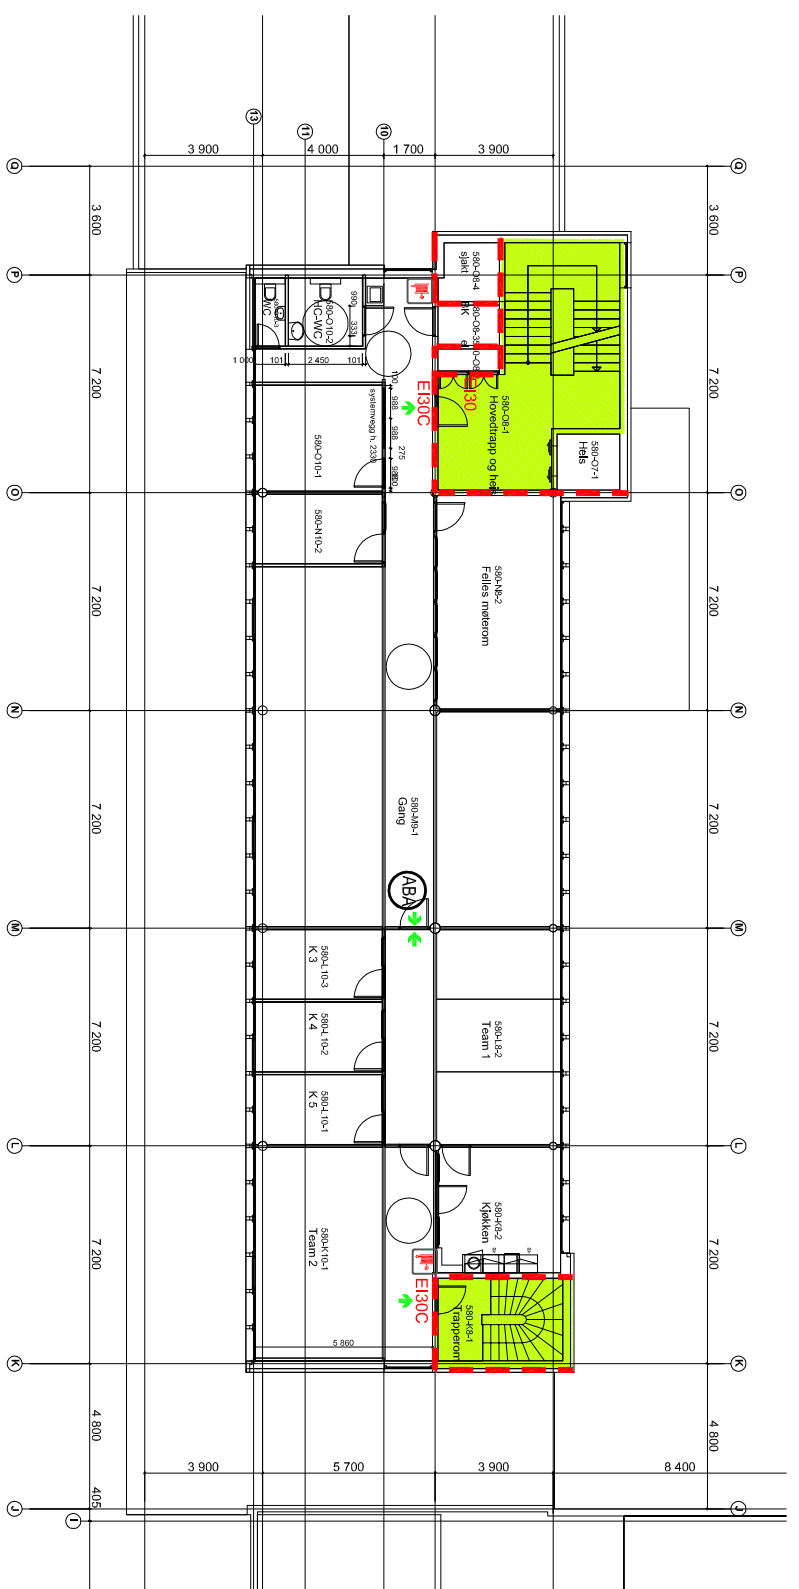 13
11
10
3 900
4 000
1 700
3 900
Q
Q
3 600
3 600
P
P
580-O8-4
sjakt
580-O10-2
HC-WC
WC
990
333
1 000
101
2 450
101
7 200
7 200
EI30C
EI30
580-O8-1
Hovedtrapp og heis
580-O7-1
Heis
100
988
988
275
systemvegg h. 2330
580-O10-1
O
O
580-N10-2
580-N8-2
Felles møterom
7 200
7 200
N
N
580-M9-1
Gang
7 200
7 200
ABA
M
M
580-L10-3
K 3
580-L10-2
K 4
580-L8-2
Team 1
7 200
7 200
580-L10-1
K 5
L
L
580-K8-2
Kjøkken
580-K10-1
Team 2
7 200
7 200
EI30C
580-K8-1
Trapperom
5 860
K
K
4 800
4 800
3 900
5 700
3 900
8 400
405
J
J
I